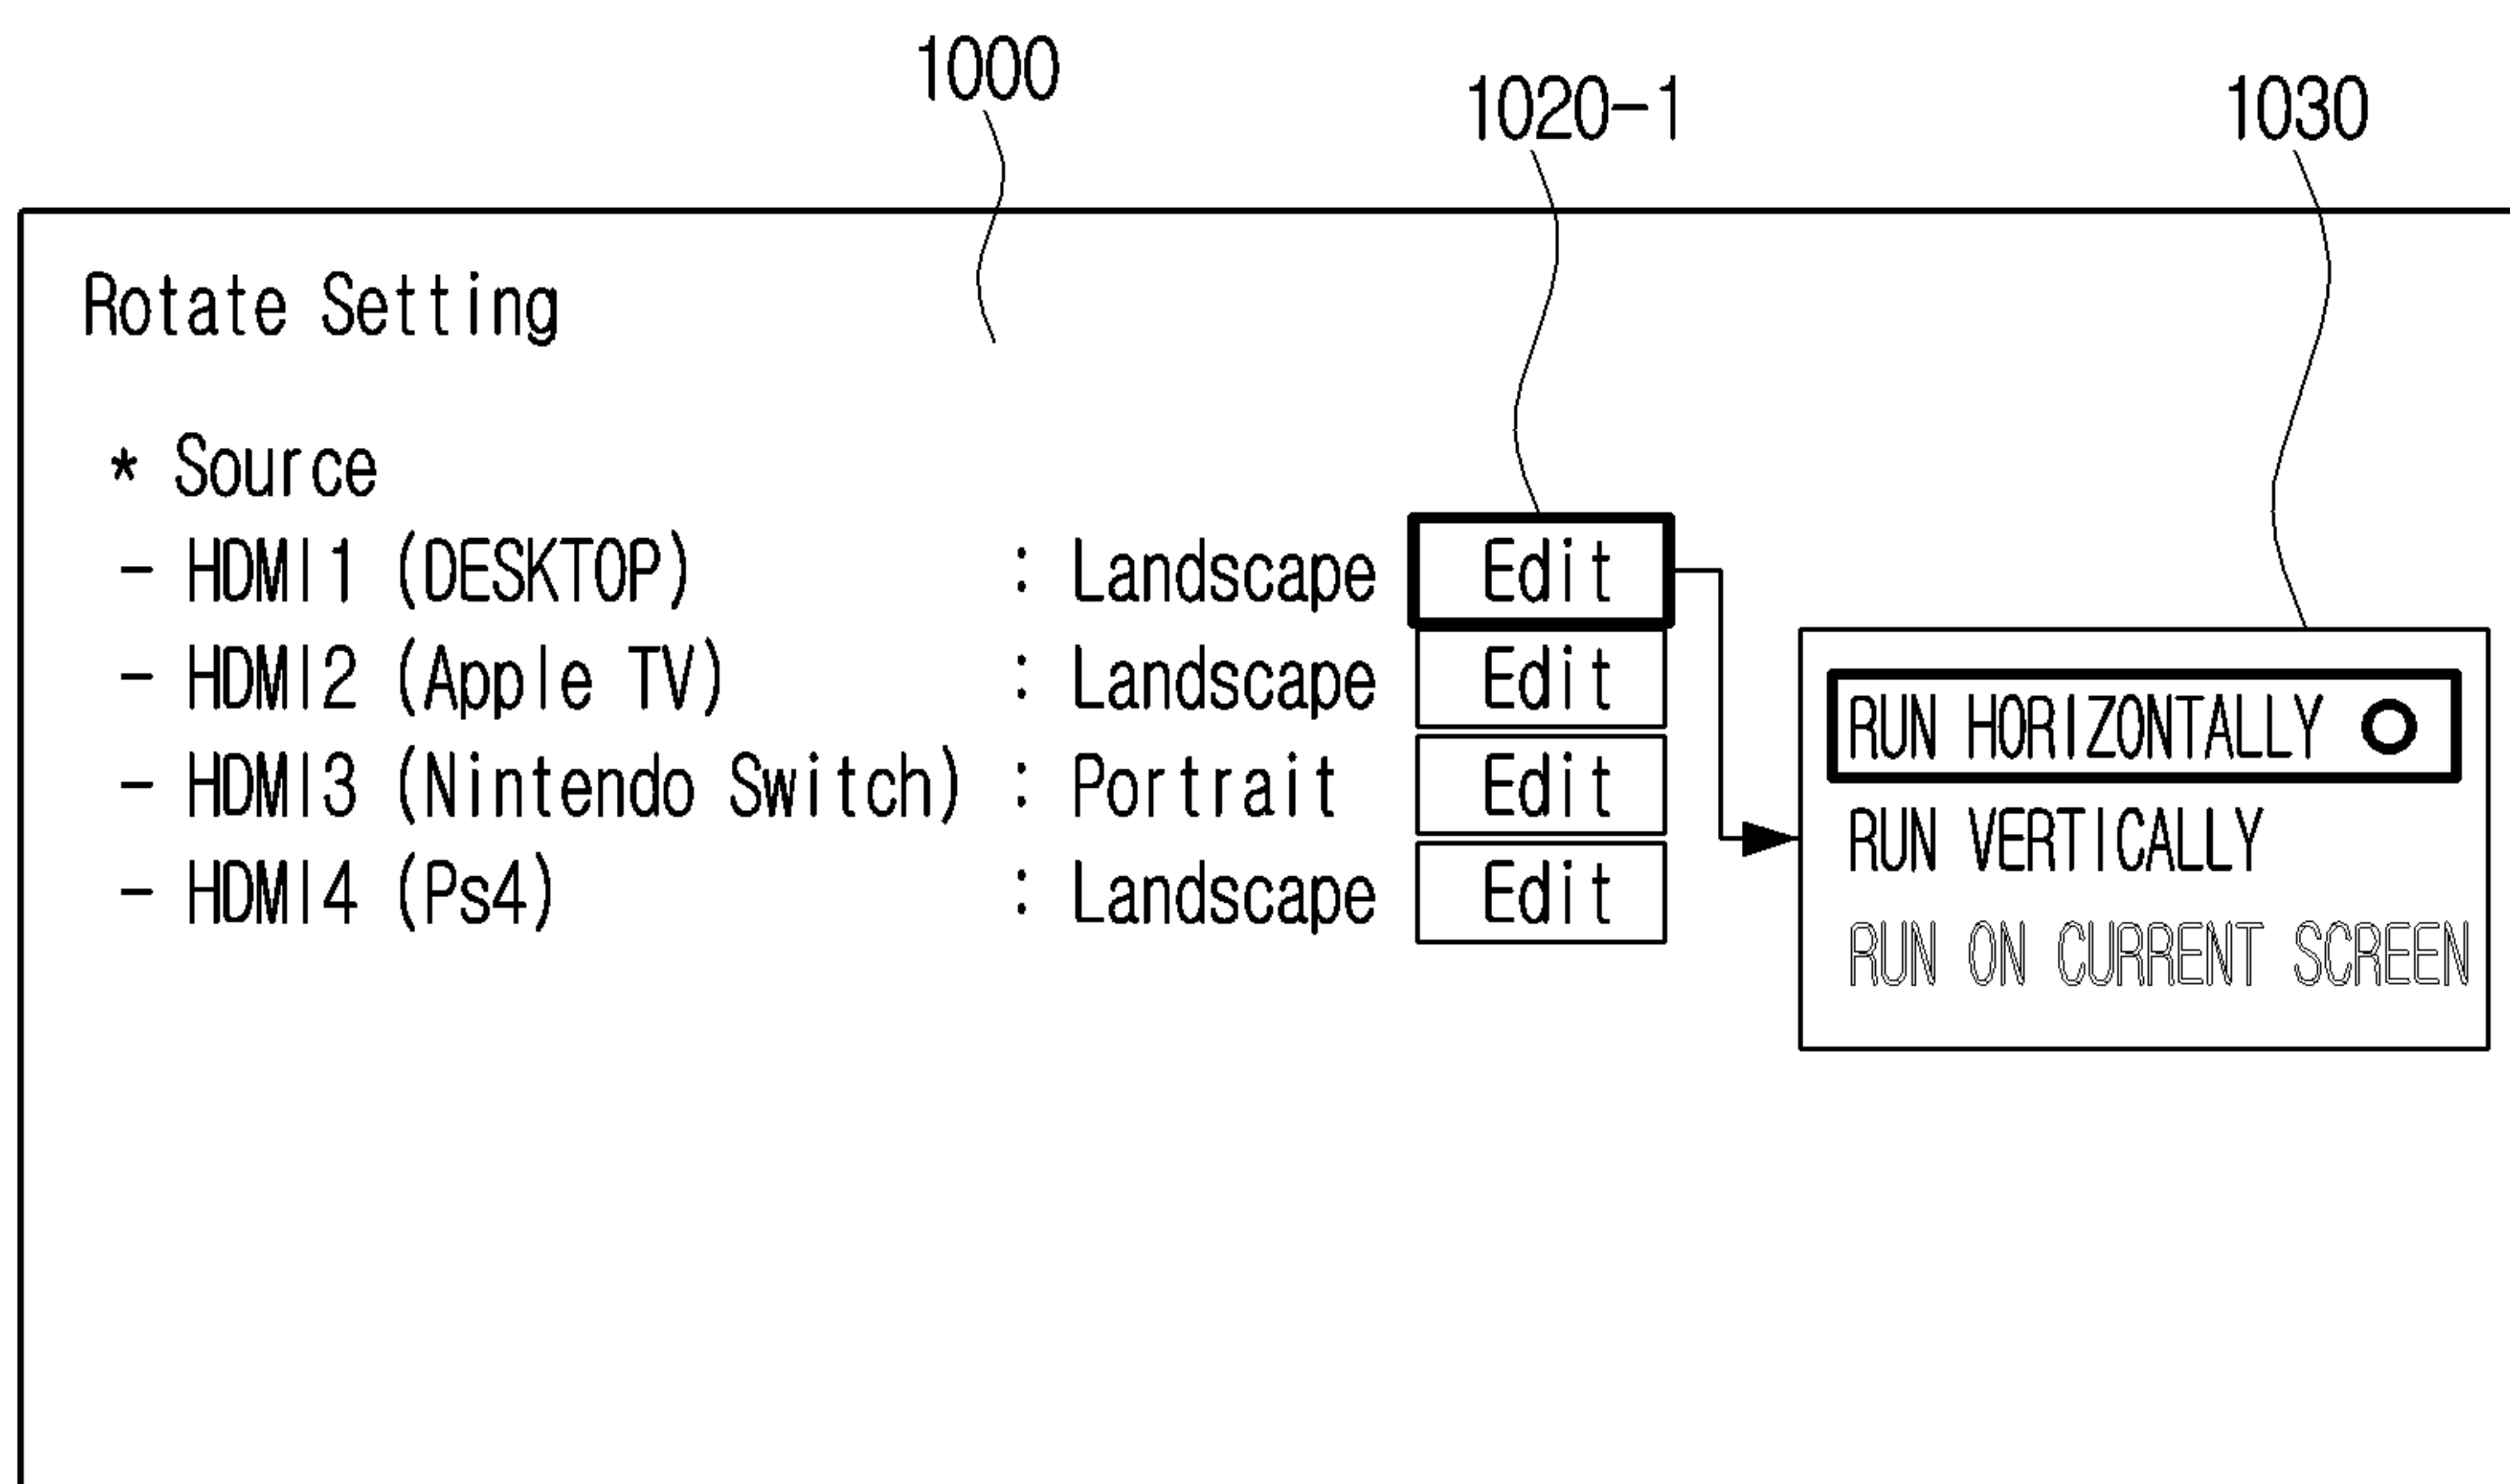 1000
1020-1
1030
Rotate Setting
* Source
- HDMI1 (DESKTOP) : Landscape Edit
- HDMI2 (Apple TV) : Landscape Edit
- HDMI3 (Nintendo Switch) : Portrait Edit
- HDMI4 (Ps4) : Landscape Edit
RUN HORIZONTALLY O
RUN VERTICALLY
RUN ON CURRENT SCREEN